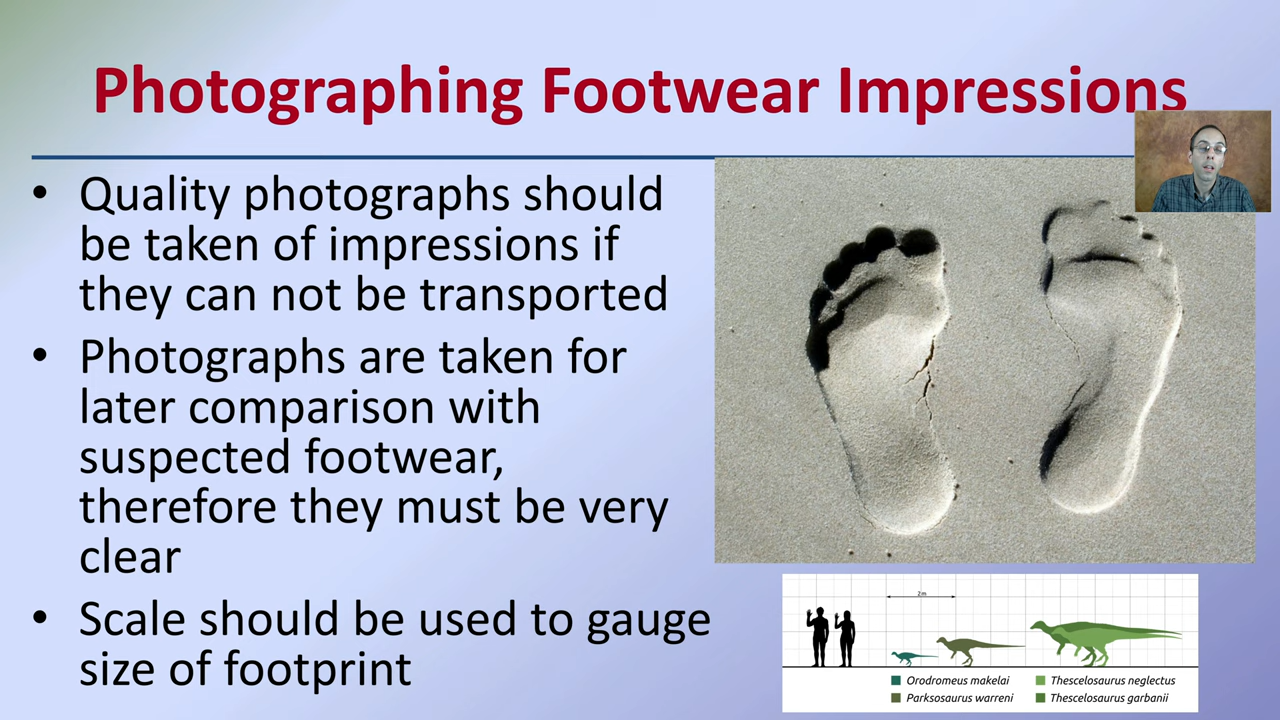 Photographing Footwear Impressions
• Quality photographs should
be taken of impressions if
they can not be transported
• Photographs are taken for
later comparison with
suspected footwear,
therefore they must be very
clear
• Scale should be used to gauge
size of footprint
2m
Orodromeus makelai
Parksosaurus warreni
Thescelosaurus neglectus
Thescelosaurus garbanii